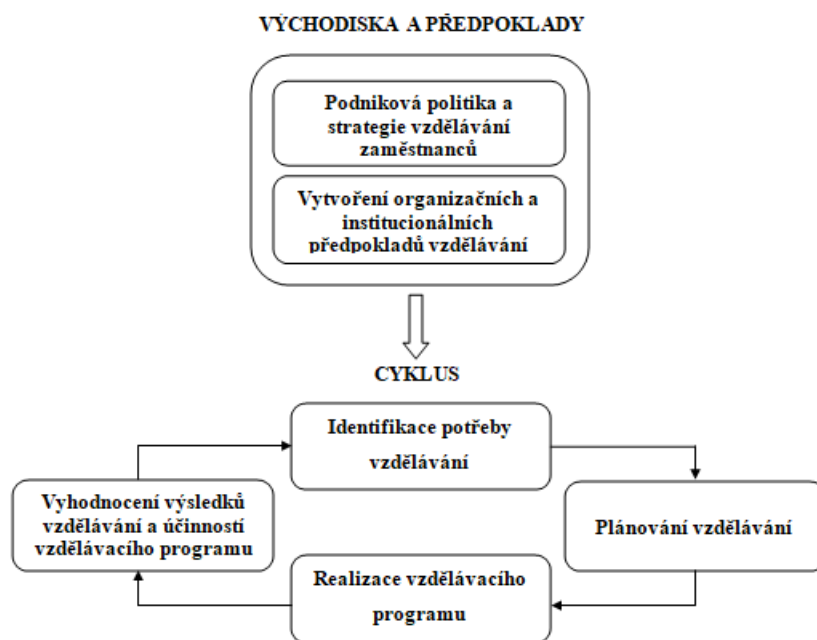 VÝCHODISKA A PŘEDPOKLADY
Podniková politika a
strategie vzdělávání
zaměstnanců
Vytvoření organizačních a
institucionálních
předpokladů vzdělávání
CYKLUS
Identifikace potřeby
vzdělávání
Vyhodnocení výsledků
vzdělávání a účinností
vzdělávacího programu
Plánování vzdělávání
Realizace vzdělávacího
programu